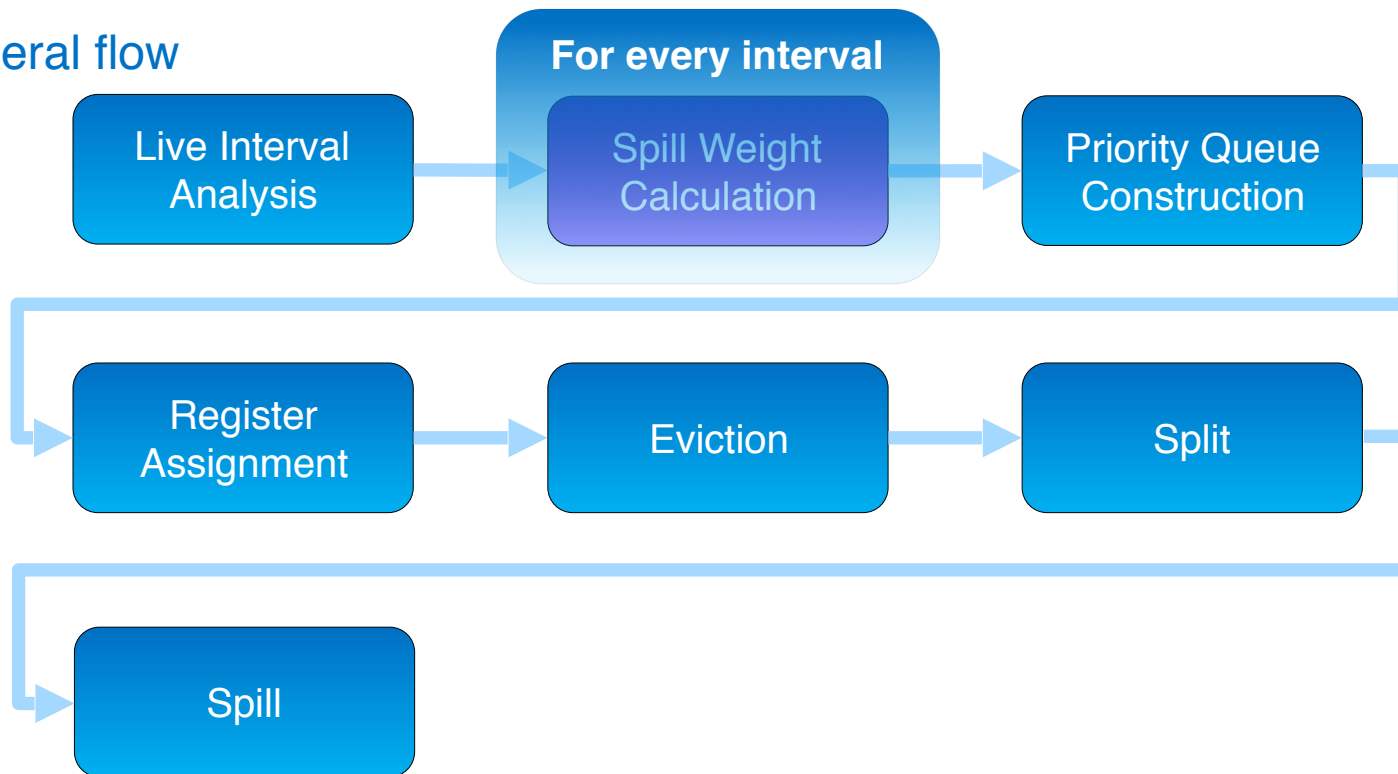 eral flow
For every interval
Live Interval
Analysis
Spill Weight
Calculation
Priority Queue
Construction
Register
Assignment
Eviction
Split
Spill